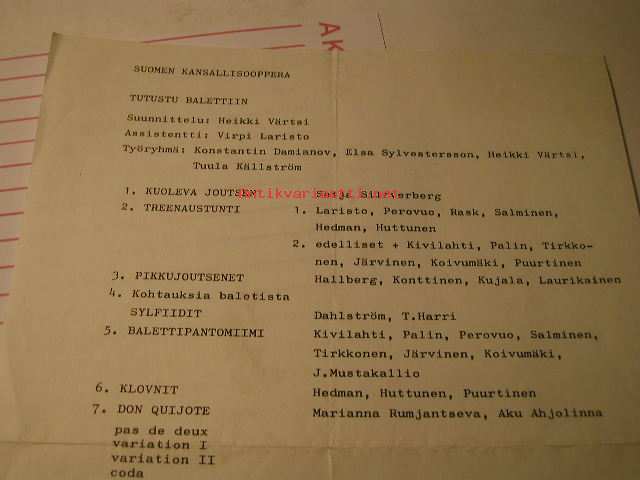 AK
SUOMEN KANSALLISOOPPERA
TUTUSTU BALETTIIN
Suunnittelu: Heikki Värtsi
Assistentti: Virpi Laristo
Työryhmä: Konstantin Damianov, Elsa Sylvestersson, Heikki Värtsi,
Tuula Källström
1. KUOLEVA JOUTSEN
2. TREENAUSTUNTI 1. Laristo, Perovuo, Rask, Salminen,
Hedman, Huttunen
2. edelliset + Kivilahti, Palin, Tirkko-
nen, Järvinen, Koivumäki, Puurtinen
3. PIKKUJOUTSENET Hallberg, Konttinen, Kujala, Laurikainen
4. Kohtauksia baletista
SYLFIIDIT Dahlström, T.Harri
5. BALETTIPANTOMIIMI Kivilahti, Palin, Perovuo, Salminen,
Tirkkonen, Järvinen, Koivumäki,
J.Mustakallio
6. KLOVNIT Hedman, Huttunen, Puurtinen
7. DON QUIJOTE Marianna Rumjantseva, Aku Ahjolinna
pas de deux
variation I
variation II
coda